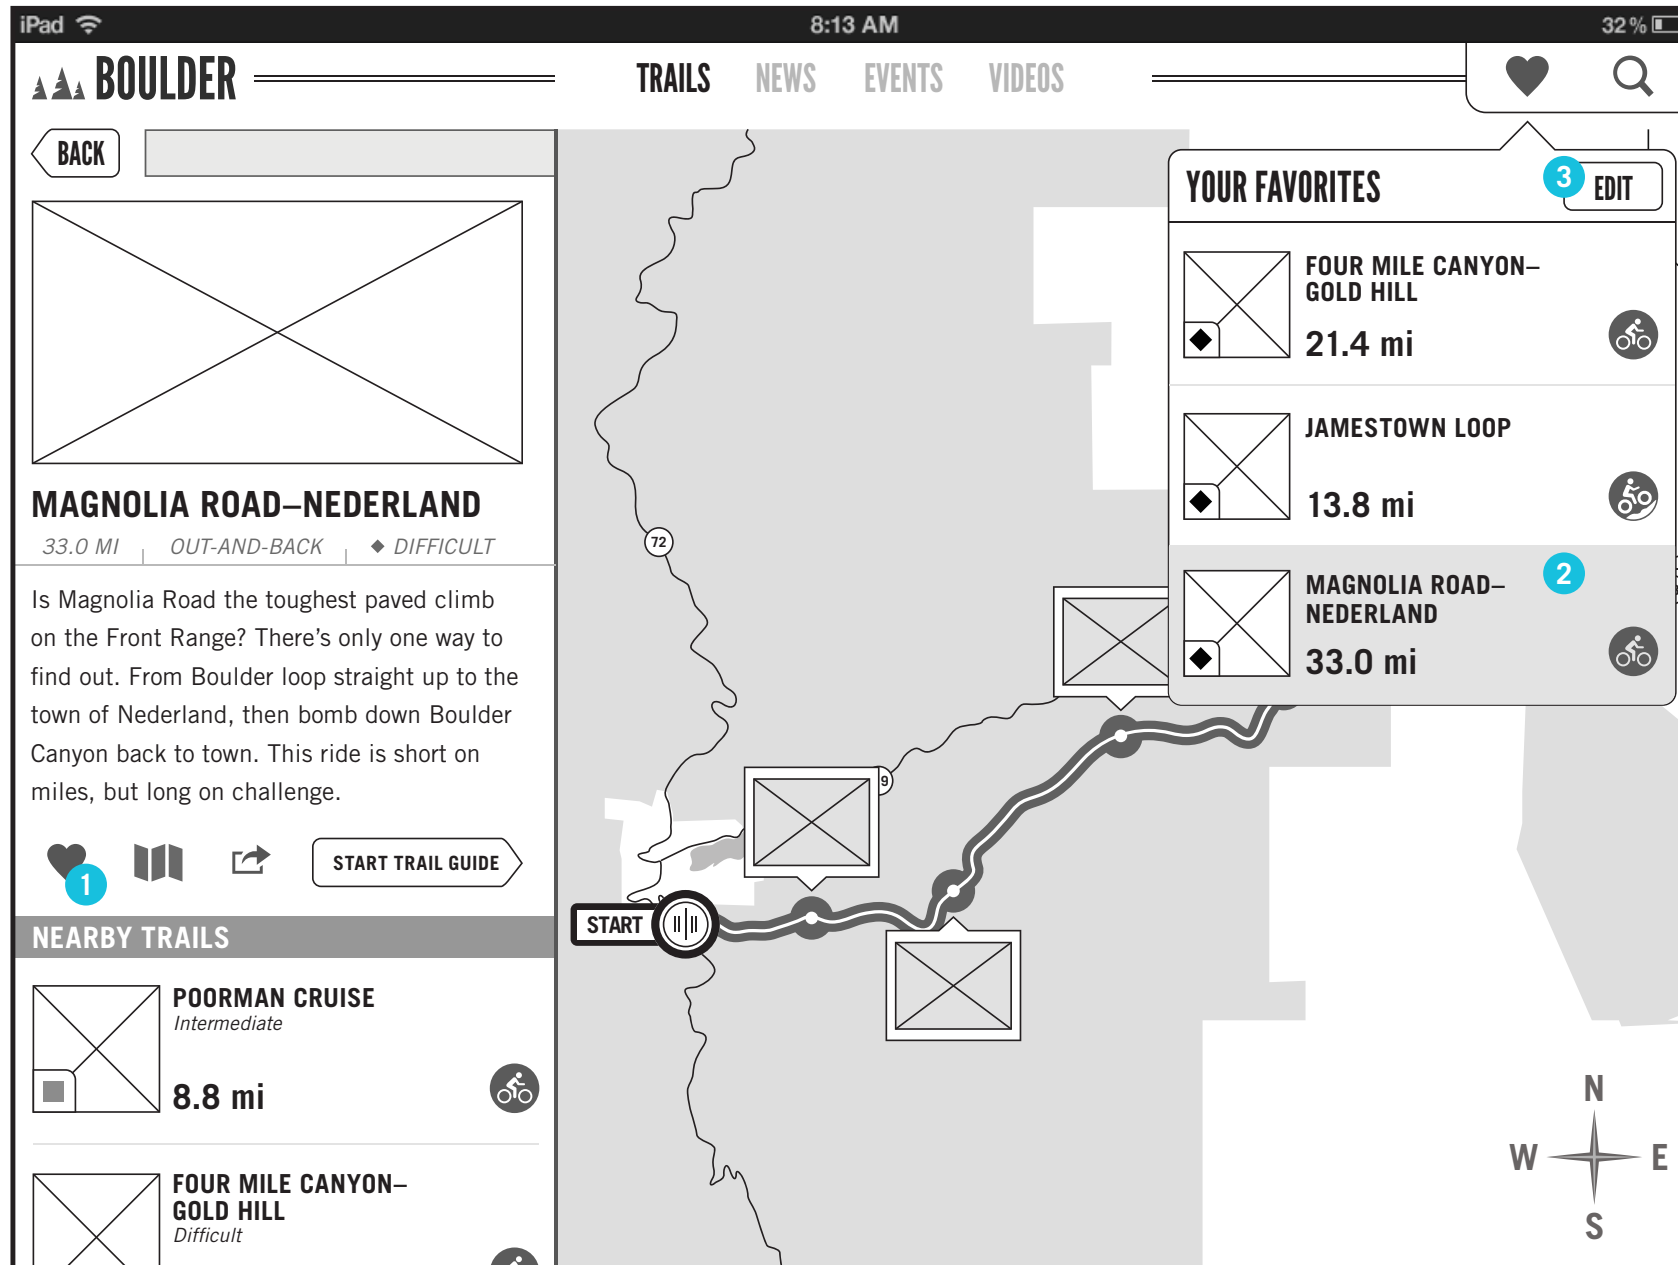 iPad
8:13 AM
32%
BOULDER
TRAILS NEWS EVENTS VIDEOS
BACK
MAGNOLIA ROAD–NEDERLAND
33.0 MI OUT-AND-BACK DIFFICULT
Is Magnolia Road the toughest paved climb
on the Front Range? There's only one way to
find out. From Boulder loop straight up to the
town of Nederland, then bomb down Boulder
Canyon back to town. This ride is short on
miles, but long on challenge.
1
START TRAIL GUIDE
NEARBY TRAILS
POORMAN CRUISE
Intermediate
8.8 mi
FOUR MILE CANYON–
GOLD HILL
Difficult
72
9
START
YOUR FAVORITES
3
EDIT
FOUR MILE CANYON–
GOLD HILL
21.4 mi
JAMESTOWN LOOP
13.8 mi
MAGNOLIA ROAD–
NEDERLAND
2
33.0 mi
N
W E
S